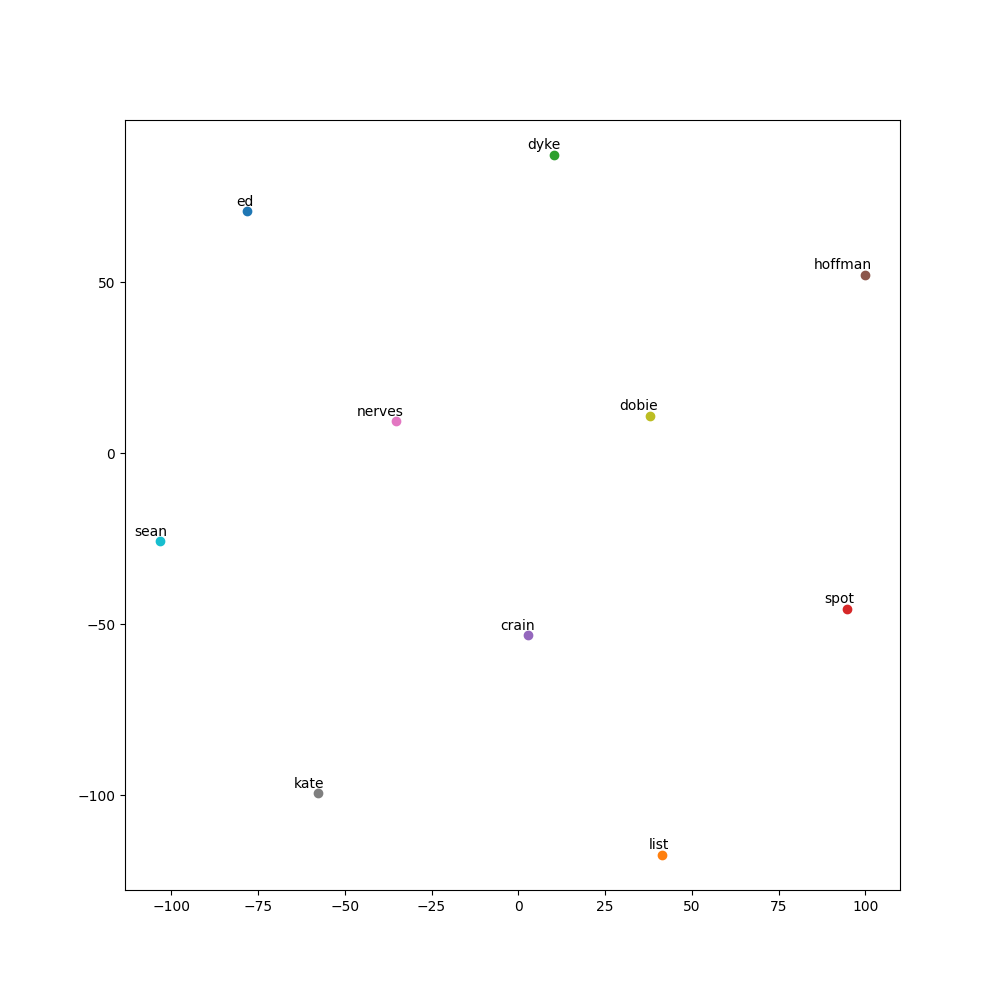 dyke
ed
hoffman
50
nerves
dobie
0
sean
spot
−50
crain
kate
−100
list
−100
−75
−50
−25
0
25
50
75
100